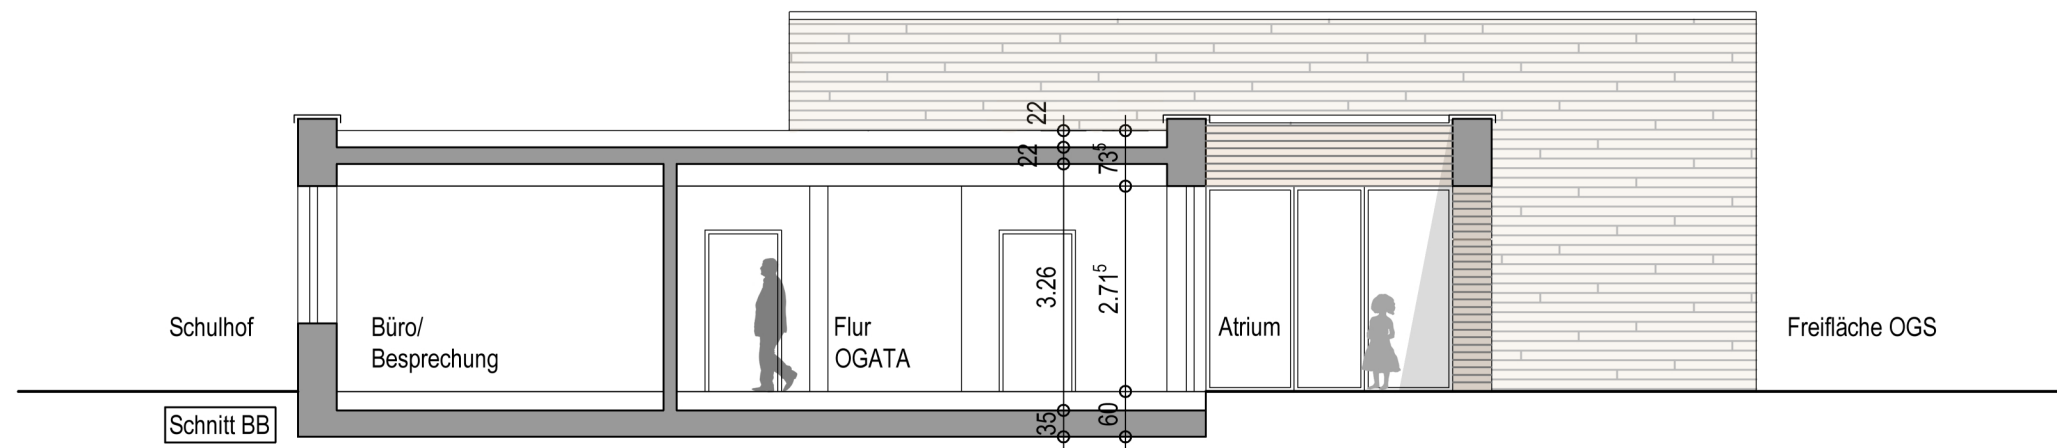 22
22
73⁵
3.26
2.71⁵
Schulhof
Büro/
Besprechung
Flur
OGATA
Atrium
Freifläche OGS
35
60
Schnitt BB